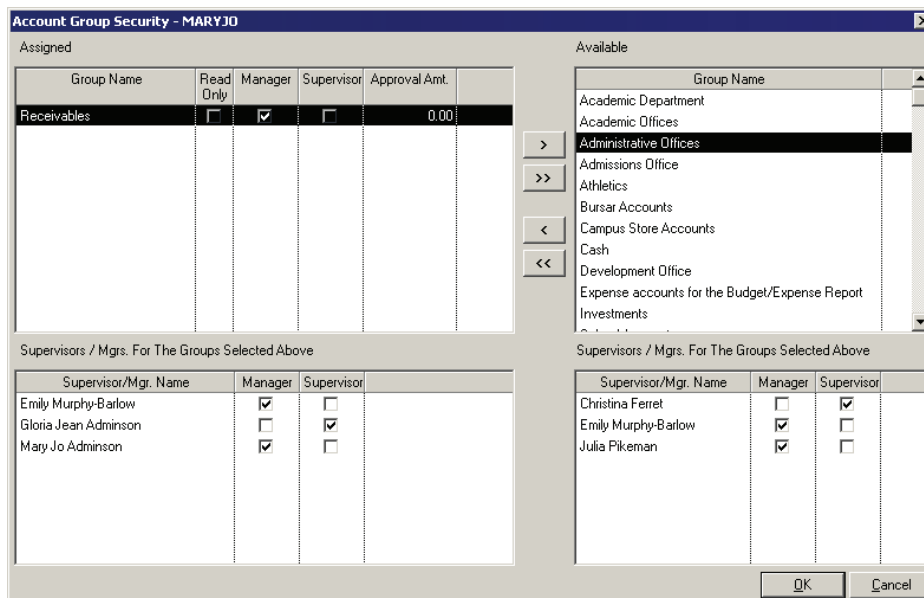 Account Group Security - MARYJO
Assigned
Group Name Read Only Manager Supervisor Approval Amt.
Receivables 0.00
Available
Group Name
Academic Department
Academic Offices
Administrative Offices
Admissions Office
Athletics
Bursar Accounts
Campus Store Accounts
Cash
Development Office
Expense accounts for the Budget/Expense Report
Investments
>
>>
<
<<
Supervisors / Mgrs. For The Groups Selected Above
Supervisor/Mgr. Name Manager Supervisor
Emily Murphy-Barlow
Gloria Jean Adminson
Mary Jo Adminson
Supervisors / Mgrs. For The Groups Selected Above
Supervisor/Mgr. Name Manager Supervisor
Christina Ferret
Emily Murphy-Barlow
Julia Pikeman
OK Cancel